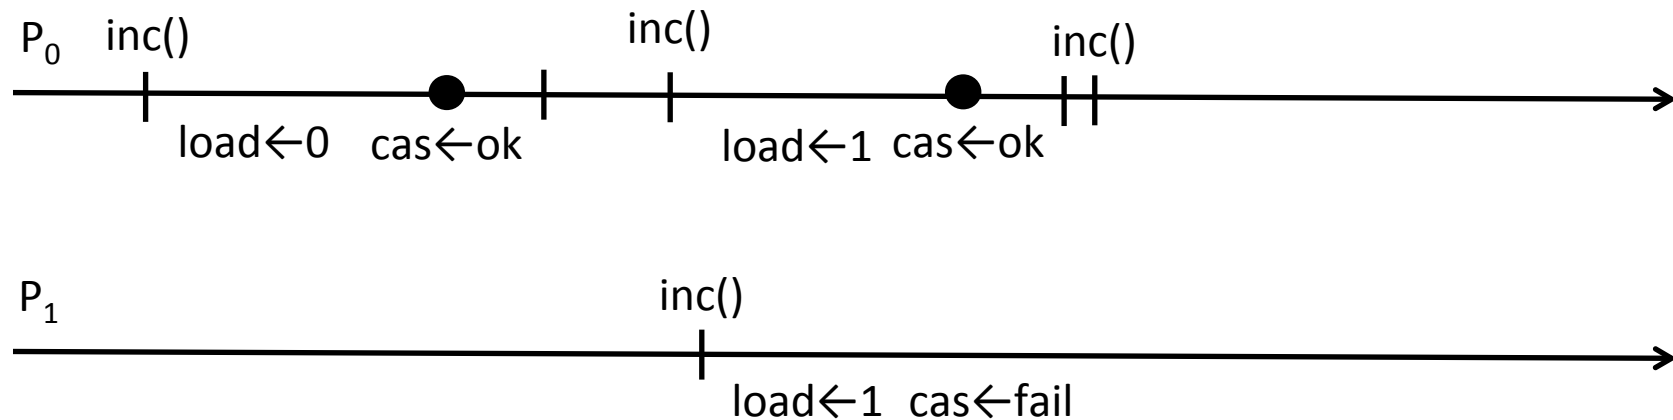 P₀ inc() inc() inc()
load←0 cas←ok load←1 cas←ok
P₁ inc()
load←1 cas←fail